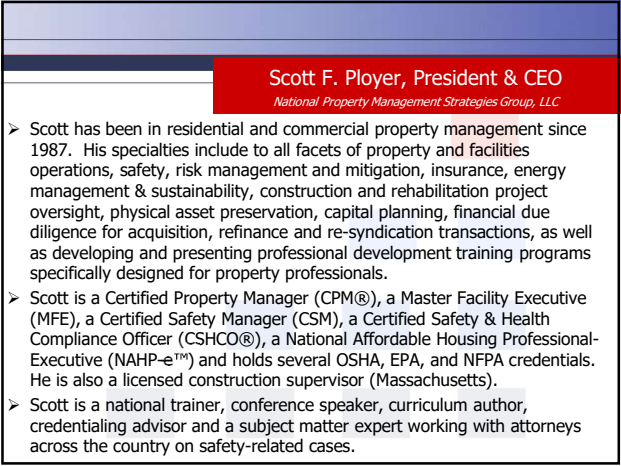 Scott F. Ployer, President & CEO
National Property Management Strategies Group, LLC
➢ Scott has been in residential and commercial property management since
1987.  His specialties include to all facets of property and facilities
operations, safety, risk management and mitigation, insurance, energy
management & sustainability, construction and rehabilitation project
oversight, physical asset preservation, capital planning, financial due
diligence for acquisition, refinance and re-syndication transactions, as well
as developing and presenting professional development training programs
specifically designed for property professionals.
➢ Scott is a Certified Property Manager (CPM®), a Master Facility Executive
(MFE), a Certified Safety Manager (CSM), a Certified Safety & Health
Compliance Officer (CSHCO®), a National Affordable Housing Professional-
Executive (NAHP-e™) and holds several OSHA, EPA, and NFPA credentials.
He is also a licensed construction supervisor (Massachusetts).
➢ Scott is a national trainer, conference speaker, curriculum author,
credentialing advisor and a subject matter expert working with attorneys
across the country on safety-related cases.